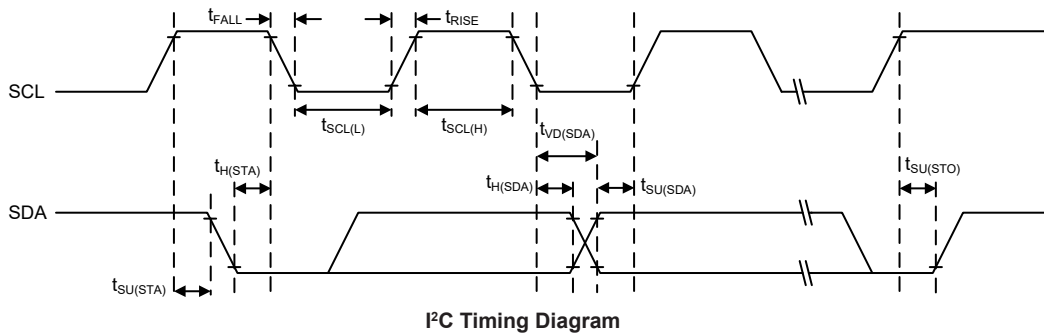 tFALL
tRISE
SCL
tSCL(L)
tSCL(H)
tVD(SDA)
tH(STA)
tH(SDA)
tSU(SDA)
tSU(STO)
SDA
tSU(STA)
I²C Timing Diagram